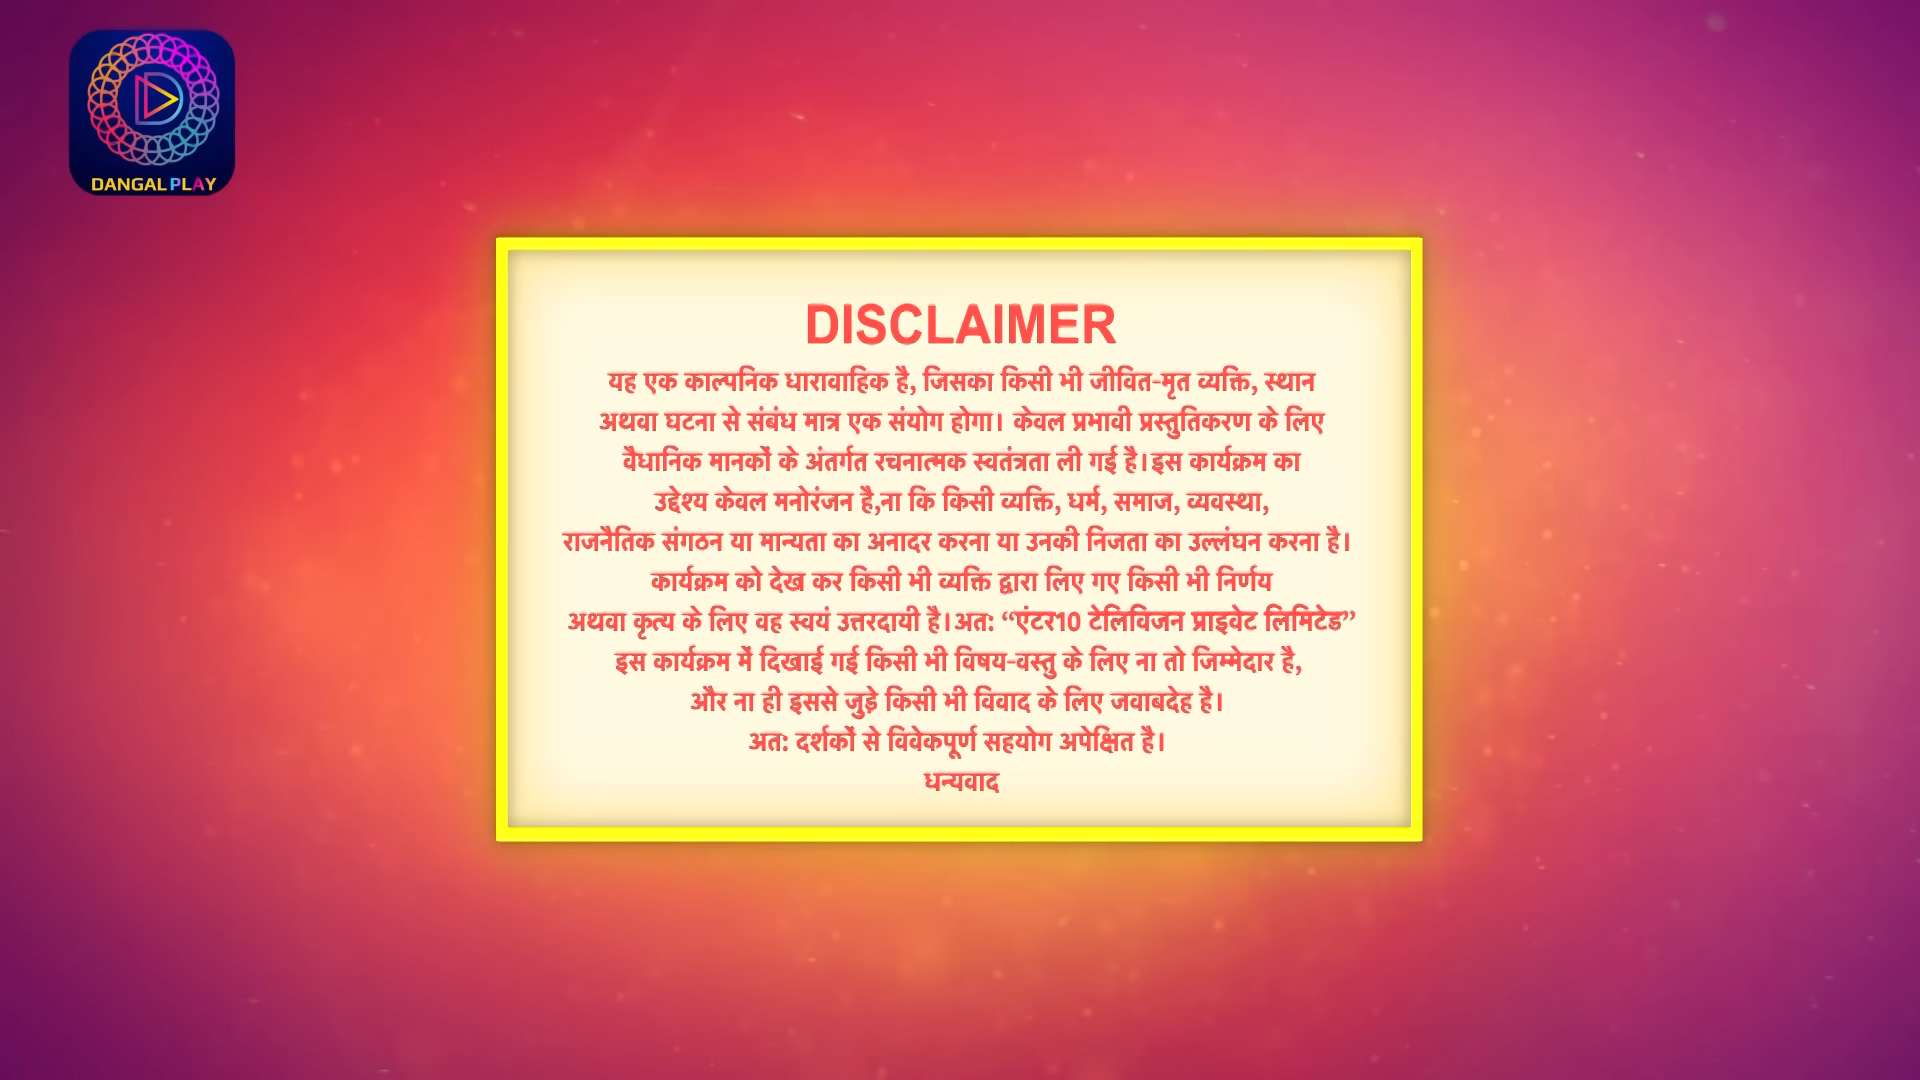 DANGAL PLAY
DISCLAIMER
यह एक काल्पनिक धारावाहिक है, जिसका किसी भी जीवित-मृत व्यक्ति, स्थान
अथवा घटना से संबंध मात्र एक संयोग होगा। केवल प्रभावी प्रस्तुतिकरण के लिए
वैधानिक मानकों के अंतर्गत रचनात्मक स्वतंत्रता ली गई है।इस कार्यक्रम का
उद्देश्य केवल मनोरंजन है,ना कि किसी व्यक्ति, धर्म, समाज, व्यवस्था,
राजनैतिक संगठन या मान्यता का अनादर करना या उनकी निजता का उल्लंघन करना है।
कार्यक्रम को देख कर किसी भी व्यक्ति द्वारा लिए गए किसी भी निर्णय
अथवा कृत्य के लिए वह स्वयं उत्तरदायी है।अत: “एंटर10 टेलिविजन प्राइवेट लिमिटेड”
इस कार्यक्रम में दिखाई गई किसी भी विषय-वस्तु के लिए ना तो जिम्मेदार है,
और ना ही इससे जुड़े किसी भी विवाद के लिए जवाबदेह है।
अत: दर्शकों से विवेकपूर्ण सहयोग अपेक्षित है।
धन्यवाद